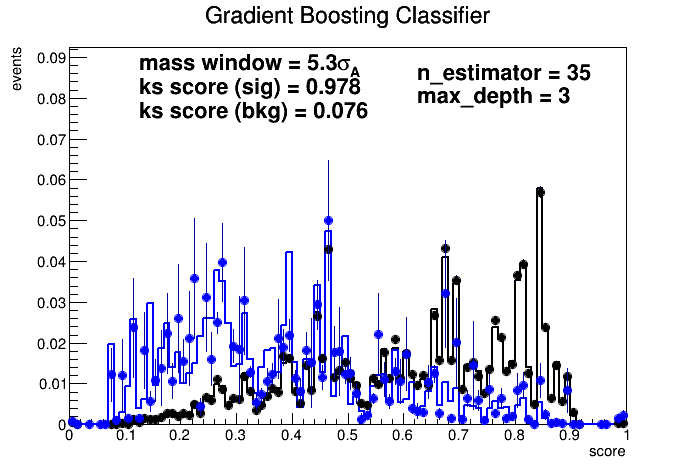 Gradient Boosting Classifier
events
mass window = 5.3σA
ks score (sig) = 0.978
ks score (bkg) = 0.076
n_estimator = 35
max_depth = 3
0.09
0.08
0.07
0.06
0.05
0.04
0.03
0.02
0.01
0
0 0.1 0.2 0.3 0.4 0.5 0.6 0.7 0.8 0.9 1
score